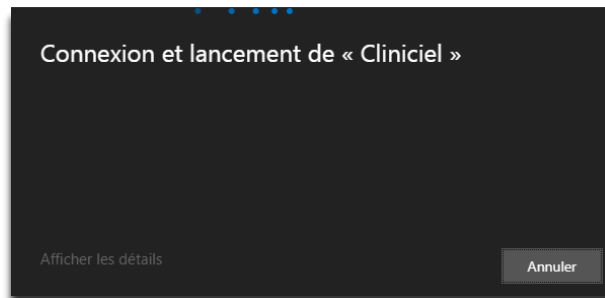 Connexion et lancement de « Cliniciel »
Afficher les détails
Annuler